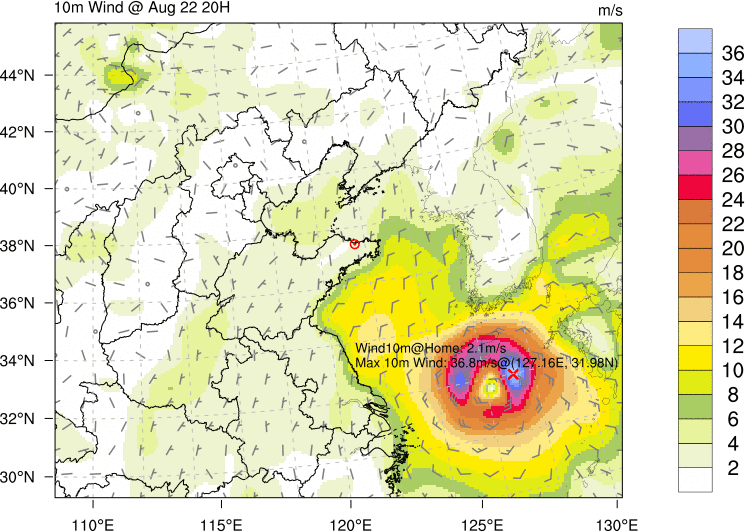 10m Wind @ Aug 22 20H
m/s
44°N
42°N
40°N
38°N
36°N
34°N
32°N
30°N
Wind10m@Home: 2.1m/s
Max 10m Wind: 36.8m/s@(127.16E, 31.98N)
110°E
115°E
120°E
125°E
130°E
36
34
32
30
28
26
24
22
20
18
16
14
12
10
8
6
4
2